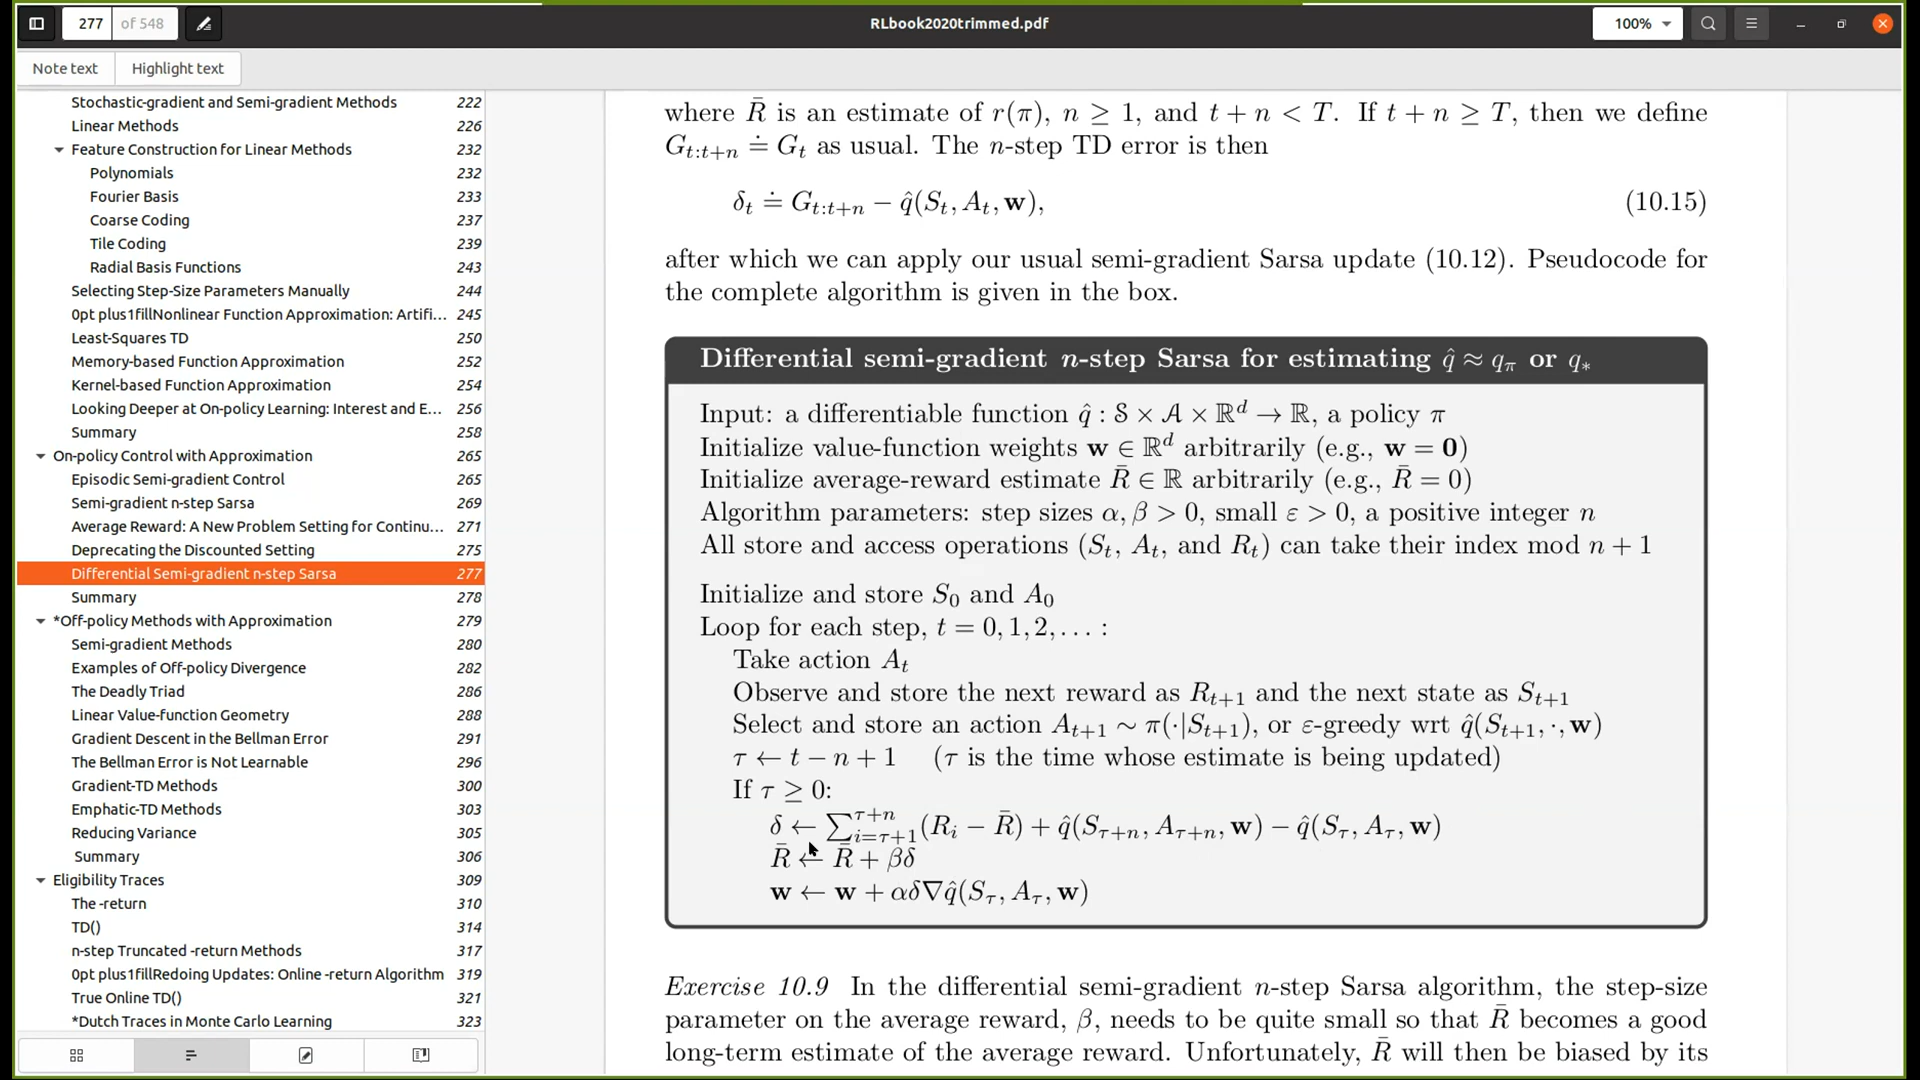 277 of 548
RLbook2020trimmed.pdf
100%
Note text Highlight text
Stochastic-gradient and Semi-gradient Methods 222
Linear Methods 226
Feature Construction for Linear Methods 232
Polynomials 232
Fourier Basis 233
Coarse Coding 237
Tile Coding 239
Radial Basis Functions 243
Selecting Step-Size Parameters Manually 244
0pt plus1fillNonlinear Function Approximation: Artifi... 245
Least-Squares TD 250
Memory-based Function Approximation 252
Kernel-based Function Approximation 254
Looking Deeper at On-policy Learning: Interest and E... 256
Summary 258
On-policy Control with Approximation 265
Episodic Semi-gradient Control 265
Semi-gradient n-step Sarsa 269
Average Reward: A New Problem Setting for Continu... 271
Deprecating the Discounted Setting 275
Differential Semi-gradient n-step Sarsa 277
Summary 278
*Off-policy Methods with Approximation 279
Semi-gradient Methods 280
Examples of Off-policy Divergence 282
The Deadly Triad 286
Linear Value-function Geometry 288
Gradient Descent in the Bellman Error 291
The Bellman Error is Not Learnable 296
Gradient-TD Methods 300
Emphatic-TD Methods 303
Reducing Variance 305
Summary 306
Eligibility Traces 309
The -return 310
TD() 314
n-step Truncated -return Methods 317
0pt plus1fillRedoing Updates: Online -return Algorithm 319
True Online TD() 321
*Dutch Traces in Monte Carlo Learning 323
where R̄ is an estimate of r(π), n ≥ 1, and t + n < T. If t + n ≥ T, then we define
G_{t:t+n} ≐ G_t as usual. The n-step TD error is then
δ_t ≐ G_{t:t+n} − q̂(S_t, A_t, w), (10.15)
after which we can apply our usual semi-gradient Sarsa update (10.12). Pseudocode for
the complete algorithm is given in the box.
Differential semi-gradient n-step Sarsa for estimating q̂ ≈ q_π or q_*
Input: a differentiable function q̂ : 𝒮 × 𝒜 × ℝ^d → ℝ, a policy π
Initialize value-function weights w ∈ ℝ^d arbitrarily (e.g., w = 0)
Initialize average-reward estimate R̄ ∈ ℝ arbitrarily (e.g., R̄ = 0)
Algorithm parameters: step sizes α, β > 0, small ε > 0, a positive integer n
All store and access operations (S_t, A_t, and R_t) can take their index mod n + 1
Initialize and store S_0 and A_0
Loop for each step, t = 0, 1, 2, . . . :
Take action A_t
Observe and store the next reward as R_{t+1} and the next state as S_{t+1}
Select and store an action A_{t+1} ∼ π(·|S_{t+1}), or ε-greedy wrt q̂(S_{t+1}, ·, w)
τ ← t − n + 1 (τ is the time whose estimate is being updated)
If τ ≥ 0:
δ ← ∑_{i=τ+1}^{τ+n} (R_i − R̄) + q̂(S_{τ+n}, A_{τ+n}, w) − q̂(S_τ, A_τ, w)
R̄ ← R̄ + βδ
w ← w + αδ∇q̂(S_τ, A_τ, w)
Exercise 10.9 In the differential semi-gradient n-step Sarsa algorithm, the step-size
parameter on the average reward, β, needs to be quite small so that R̄ becomes a good
long-term estimate of the average reward. Unfortunately, R̄ will then be biased by its